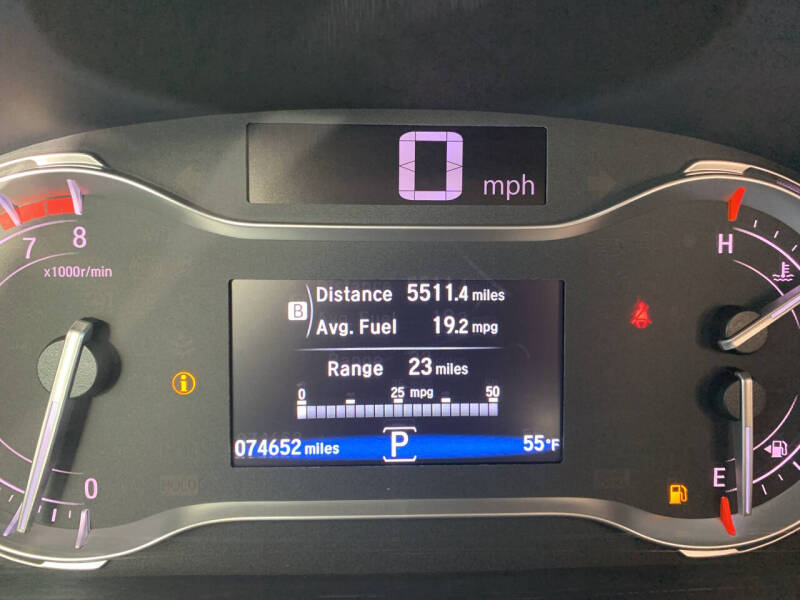 0 mph
7 8
x1000r/min
H
B Distance 5511.4 miles
Avg. Fuel 19.2 mpg
Range 23 miles
0 25 mpg 50
074652 miles P 55°F
i
0
HOLD
E